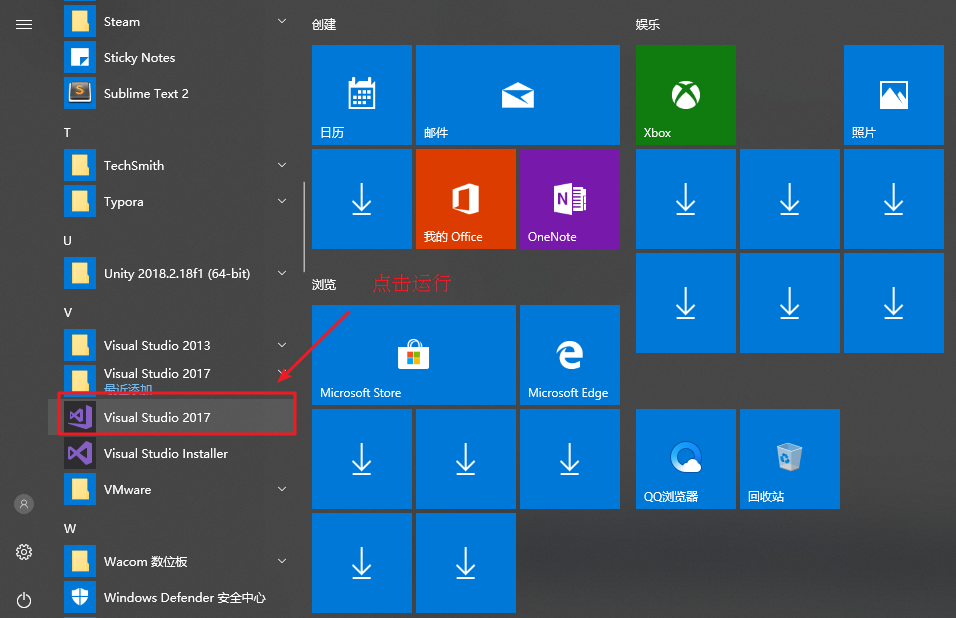 Steam
Sticky Notes
Sublime Text 2
T
TechSmith
Typora
U
Unity 2018.2.18f1 (64-bit)
V
Visual Studio 2013
Visual Studio 2017
最近添加
Visual Studio 2017
Visual Studio Installer
VMware
W
Wacom 数位板
Windows Defender 安全中心
创建
日历
邮件
我的 Office
OneNote
浏览
点击运行
Microsoft Store
Microsoft Edge
娱乐
Xbox
照片
QQ浏览器
回收站